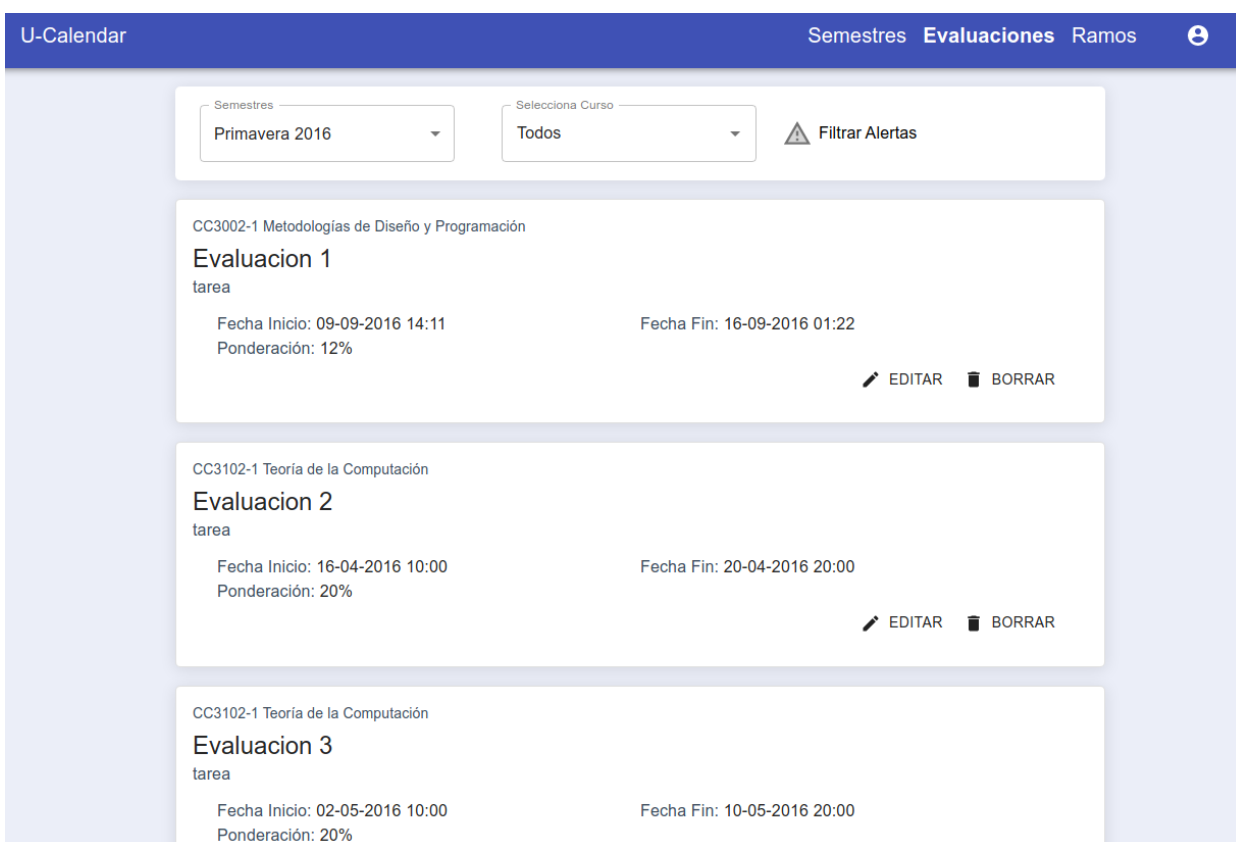 U-Calendar Semestres Evaluaciones Ramos
Semestres Selecciona Curso
Primavera 2016 Todos Filtrar Alertas
CC3002-1 Metodologías de Diseño y Programación
Evaluacion 1
tarea
Fecha Inicio: 09-09-2016 14:11 Fecha Fin: 16-09-2016 01:22
Ponderación: 12%
EDITAR BORRAR
CC3102-1 Teoría de la Computación
Evaluacion 2
tarea
Fecha Inicio: 16-04-2016 10:00 Fecha Fin: 20-04-2016 20:00
Ponderación: 20%
EDITAR BORRAR
CC3102-1 Teoría de la Computación
Evaluacion 3
tarea
Fecha Inicio: 02-05-2016 10:00 Fecha Fin: 10-05-2016 20:00
Ponderación: 20%